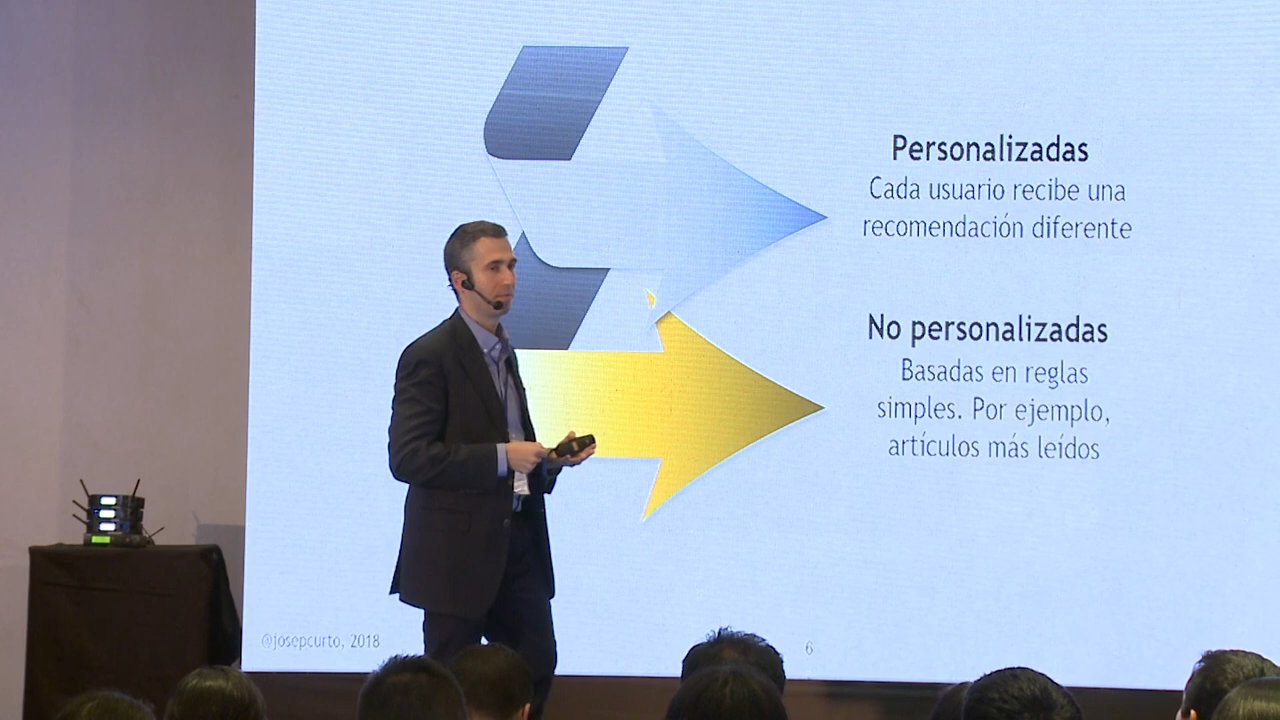 Personalizadas
Cada usuario recibe una
recomendación diferente
No personalizadas
Basadas en reglas
simples. Por ejemplo,
artículos más leídos
@josepcurto, 2018
6